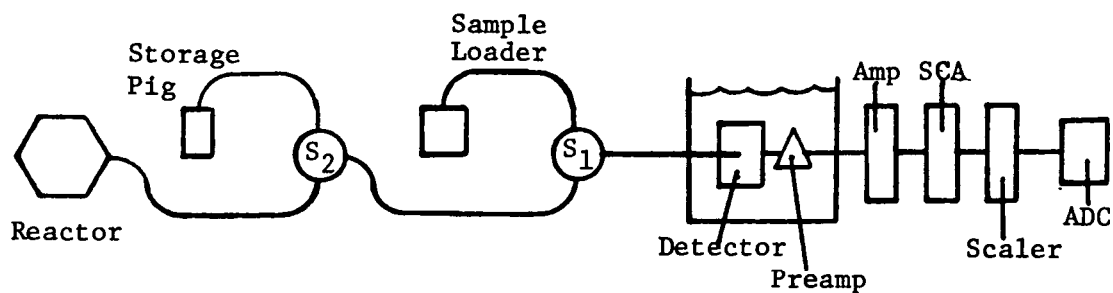 Storage
Pig
Sample
Loader
Amp SCA
S2
S1
Reactor
Detector
Preamp
Scaler
ADC